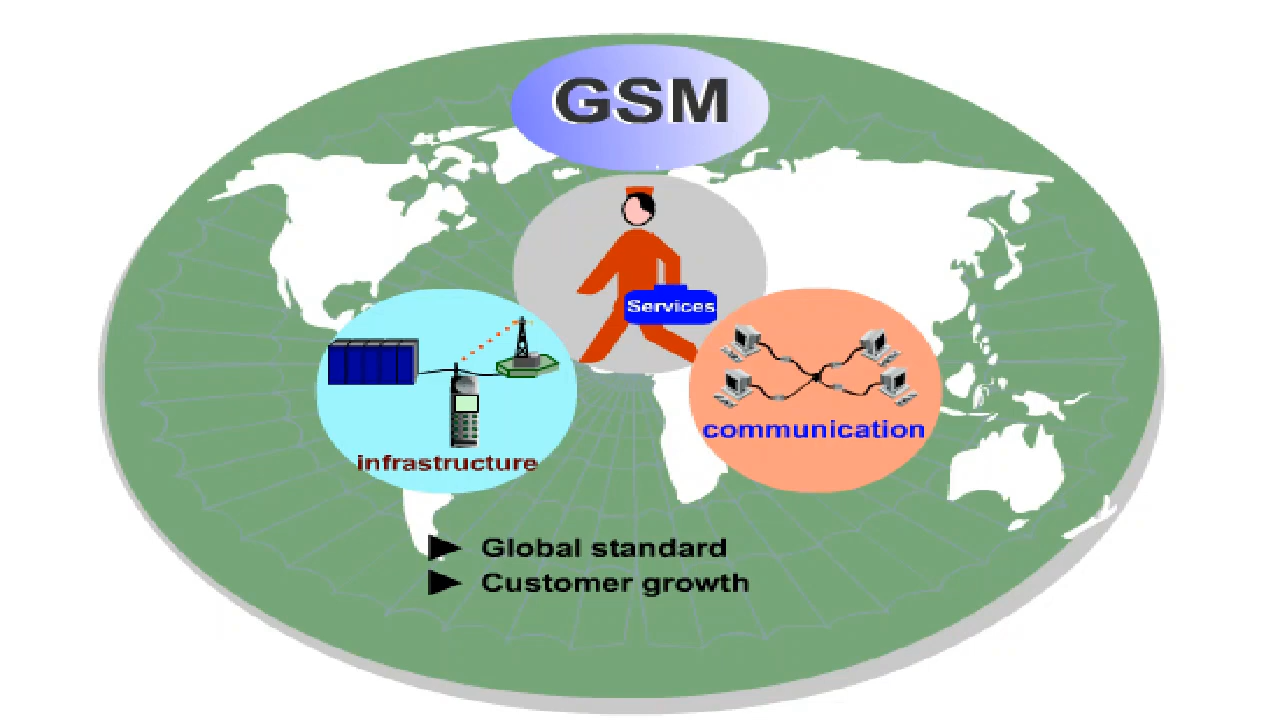 GSM
Services
communication
infrastructure
Global standard
Customer growth